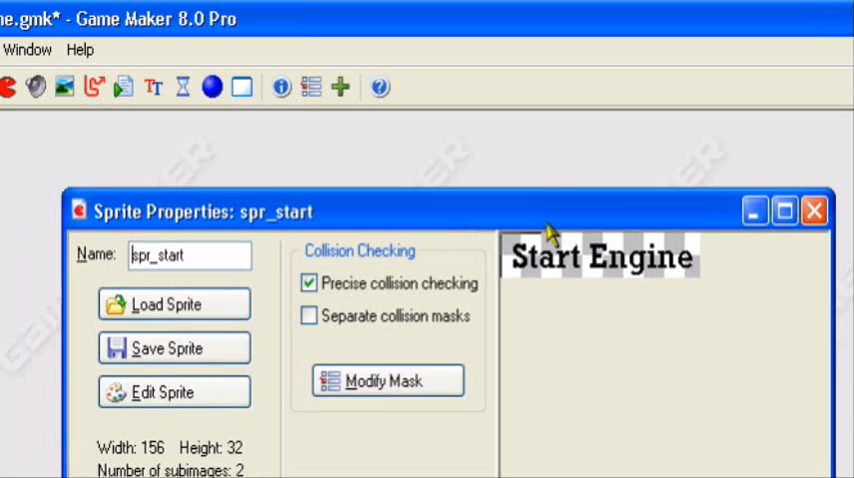 ne.gmk* - Game Maker 8.0 Pro
Window Help
Sprite Properties: spr_start
Name: spr_start
Load Sprite
Save Sprite
Edit Sprite
Width: 156 Height: 32
Number of subimages: 2
Collision Checking
Precise collision checking
Separate collision masks
Modify Mask
Start Engine